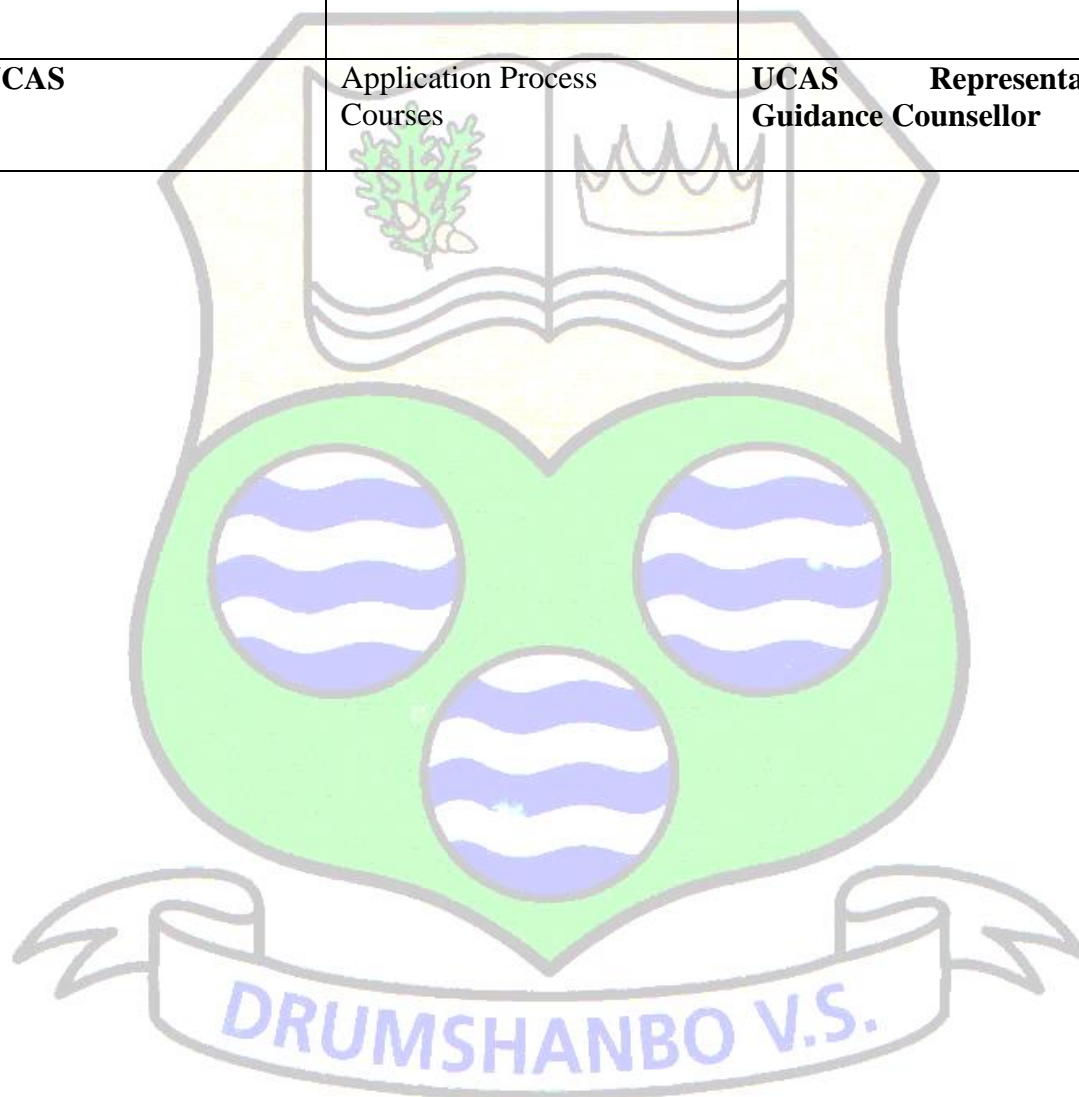 CAS
Application Process
Courses
UCAS Representa
Guidance Counsellor
DRUMSHANBO V.S.